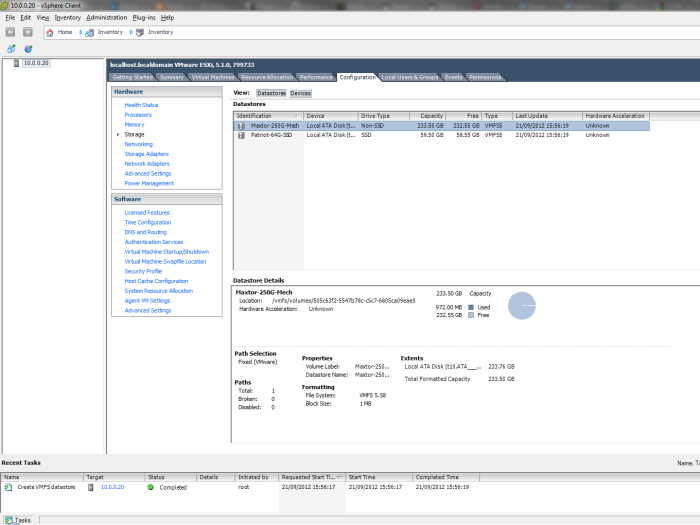 10.0.0.20 - vSphere Client
File Edit View Inventory Administration Plug-ins Help
Home Inventory Inventory
10.0.0.20
localhost.localdomain VMware ESXi, 5.1.0, 799733
Getting Started Summary Virtual Machines Resource Allocation Performance Configuration Local Users & Groups Events Permissions
Hardware
Health Status
Processors
Memory
Storage
Networking
Storage Adapters
Network Adapters
Advanced Settings
Power Management
Software
Licensed Features
Time Configuration
DNS and Routing
Authentication Services
Virtual Machine Startup/Shutdown
Virtual Machine Swapfile Location
Security Profile
Host Cache Configuration
System Resource Allocation
Agent VM Settings
Advanced Settings
View: Datastores Devices
Datastores
Identification Device Drive Type Capacity Free Type Last Update Hardware Acceleration
Maxtor-250G-Mech Local ATA Disk (t... Non-SSD 233.50 GB 232.55 GB VMFS5 21/09/2012 15:56:19 Unknown
Patriot-64G-SSD Local ATA Disk (t... SSD 59.50 GB 58.55 GB VMFS5 21/09/2012 15:56:19 Unknown
Datastore Details
Maxtor-250G-Mech 233.50 GB Capacity
Location: /vmfs/volumes/505c63f2-5547b78c-c5c7-6805ca09eae5
Hardware Acceleration: Unknown
972.00 MB Used
232.55 GB Free
Path Selection
Fixed (VMware)
Paths
Total: 1
Broken: 0
Disabled: 0
Properties
Volume Label: Maxtor-250...
Datastore Name: Maxtor-250...
Formatting
File System: VMFS 5.58
Block Size: 1 MB
Extents
Local ATA Disk (t10.ATA____... 233.76 GB
Total Formatted Capacity 233.50 GB
Recent Tasks
Name, Ta
Name Target Status Details Initiated by Requested Start Ti... Start Time Completed Time
Create VMFS datastore 10.0.0.20 Completed root 21/09/2012 15:56:17 21/09/2012 15:56:17 21/09/2012 15:56:19
Tasks